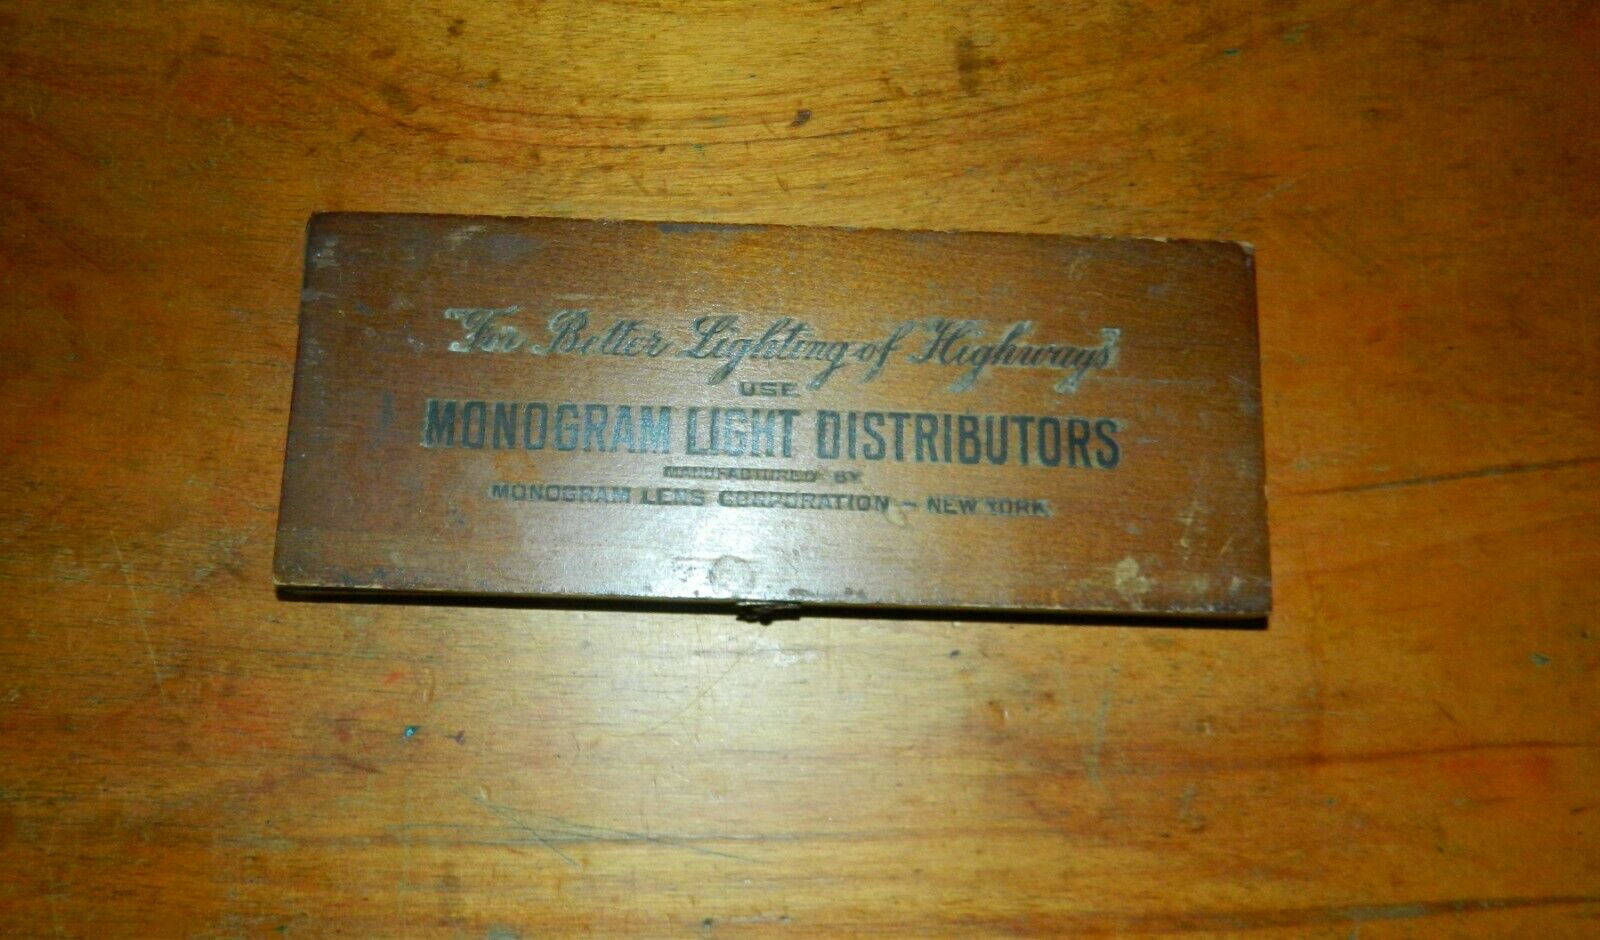 "For Better Lighting of Highways"
USE
MONOGRAM LIGHT DISTRIBUTORS
MANUFACTURED BY
MONOGRAM LENS CORPORATION - NEW YORK